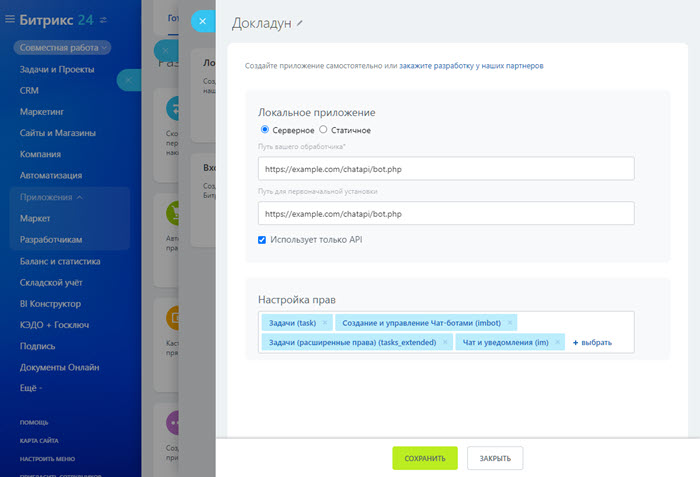 Битрикс 24
Совместная работа
Задачи и Проекты
CRM
Маркетинг
Сайты и Магазины
Компания
Автоматизация
Приложения
Маркет
Разработчикам
Баланс и статистика
Складской учёт
BI Конструктор
КЭДО + Госключ
Подпись
Документы Онлайн
Ещё -
ПОМОЩЬ
КАРТА САЙТА
НАСТРОИТЬ МЕНЮ
Докладун
Создайте приложение самостоятельно или закажите разработку у наших партнеров
Локальное приложение
Серверное Статичное
Путь вашего обработчика*
https://example.com/chatapi/bot.php
Путь для первоначальной установки
https://example.com/chatapi/bot.php
Использует только API
Настройка прав
Задачи (task) × Создание и управление Чат-ботами (imbot) ×
Задачи (расширенные права) (tasks_extended) × Чат и уведомления (im) × + выбрать
СОХРАНИТЬ ЗАКРЫТЬ